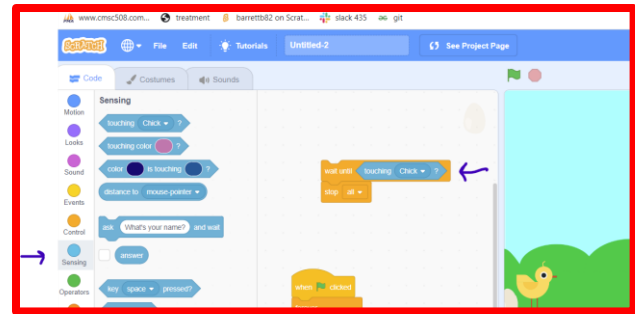 www.cmsc508.com... treatment barrettb82 on Scrat... slack 435 git
SCRATCH File Edit Tutorials Untitled-2 See Project Page
Code Costumes Sounds
Motion
Looks
Sound
Events
Control
Sensing
Operators
Sensing
touching Chick ?
touching color ?
color is touching ?
distance to mouse-pointer
ask What's your name? and wait
answer
key space pressed?
wait until touching Chick ?
stop all
when clicked